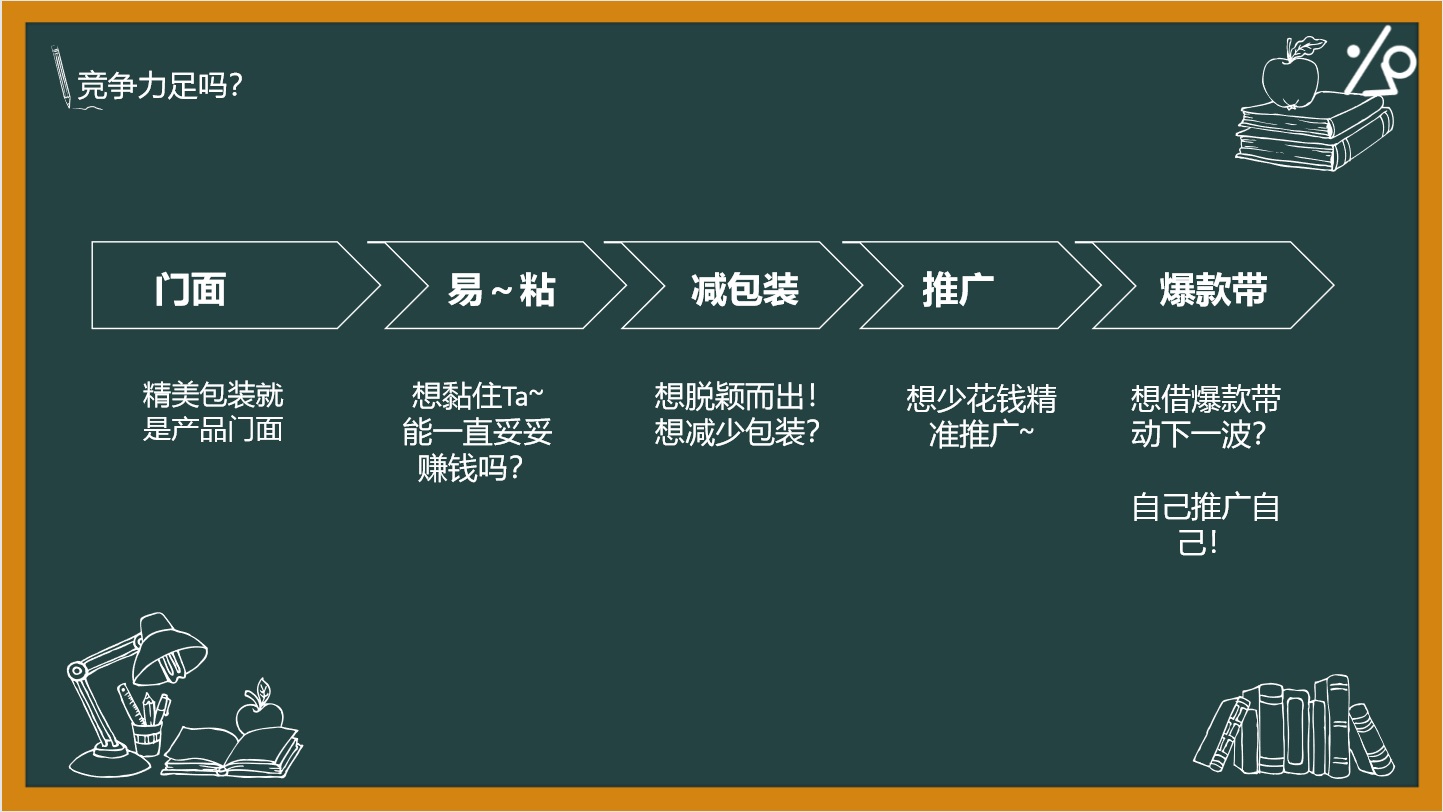 竞争力足吗？
门面
易~粘
减包装
推广
爆款带
精美包装就
是产品门面
想黏住Ta~
能一直妥妥
赚钱吗？
想脱颖而出！
想减少包装？
想少花钱精
准推广~
想借爆款带
动下一波？
自己推广自
己！